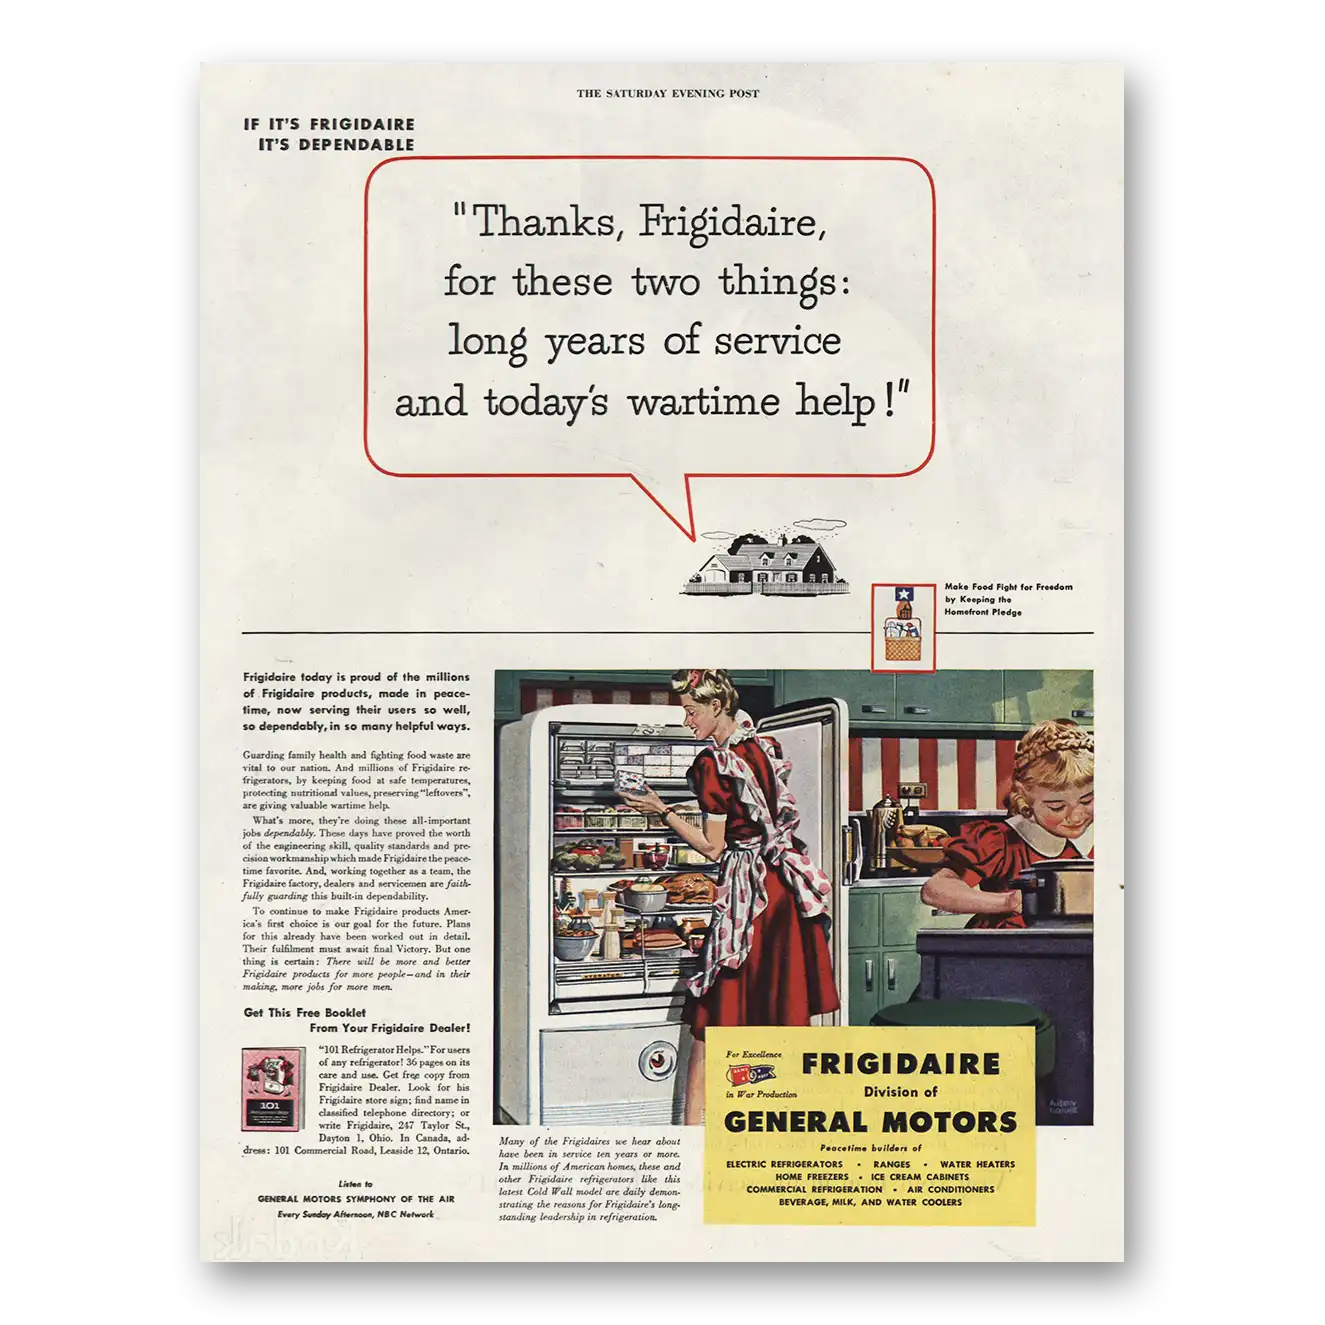 THE SATURDAY EVENING POST
IF IT'S FRIGIDAIRE
IT'S DEPENDABLE
"Thanks, Frigidaire,
for these two things:
long years of service
and today's wartime help!"
Make Food Fight for Freedom
by Keeping the
Homefront Pledge
Frigidaire today is proud of the millions
of Frigidaire products, made in peace-
time, now serving their users so well,
so dependably, in so many helpful ways.
Guarding family health and fighting food waste are
vital to our nation. And millions of Frigidaire re-
frigerators, by keeping food at safe temperatures,
protecting nutritional values, preserving "leftovers",
are giving valuable wartime help.
What's more, they're doing these all-important
jobs dependably. These days have proved the worth
of the engineering skill, quality standards and pre-
cision workmanship which made Frigidaire the peace-
time favorite. And, working together as a team, the
Frigidaire factory, dealers and servicemen are faith-
fully guarding this built-in dependability.
To continue to make Frigidaire products Amer-
ica's first choice is our goal for the future. Plans
for this already have been worked out in detail.
Their fulfilment must await final Victory. But one
thing is certain: There will be more and better
Frigidaire products for more people—and in their
making, more jobs for more men.
Get This Free Booklet
From Your Frigidaire Dealer!
"101 Refrigerator Helps." For users
of any refrigerator! 36 pages on its
care and use. Get free copy from
Frigidaire Dealer. Look for his
Frigidaire store sign; find name in
classified telephone directory; or
write Frigidaire, 247 Taylor St.,
Dayton 1, Ohio. In Canada, ad-
dress: 101 Commercial Road, Leaside 12, Ontario.
101
Listen to
GENERAL MOTORS SYMPHONY OF THE AIR
Every Sunday Afternoon, NBC Network
HYDRATOR
Many of the Frigidaires we hear about
have been in service ten years or more.
In millions of American homes, these and
other Frigidaire refrigerators like this
latest Cold Wall model are daily demon-
strating the reasons for Frigidaire's long-
standing leadership in refrigeration.
For Excellence
in War Production
FRIGIDAIRE
Division of
GENERAL MOTORS
Peacetime builders of
ELECTRIC REFRIGERATORS • RANGES • WATER HEATERS
HOME FREEZERS • ICE CREAM CABINETS
COMMERCIAL REFRIGERATION • AIR CONDITIONERS
BEVERAGE, MILK, AND WATER COOLERS